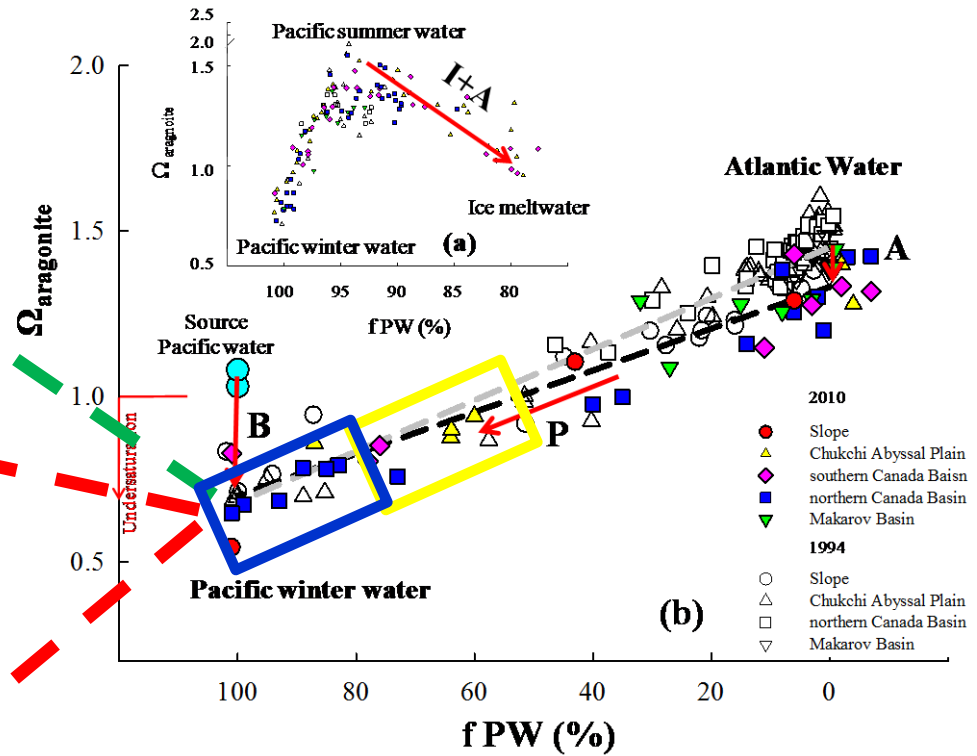 2.5
2.0
1.5
1.0
0.5
Ω aragnoite
Pacific summer water
I+A
Ice meltwater
Pacific winter water
(a)
100 95 90 85 80
f PW (%)
2.0
1.5
1.0
0.5
Ωaragonite
Atlantic Water
A
Source
Pacific water
B
P
Undersaturation
Pacific winter water
(b)
2010
Slope
Chukchi Abyssal Plain
southern Canada Baisn
northern Canada Basin
Makarov Basin
1994
Slope
Chukchi Abyssal Plain
northern Canada Basin
Makarov Basin
100 80 60 40 20 0
f PW (%)